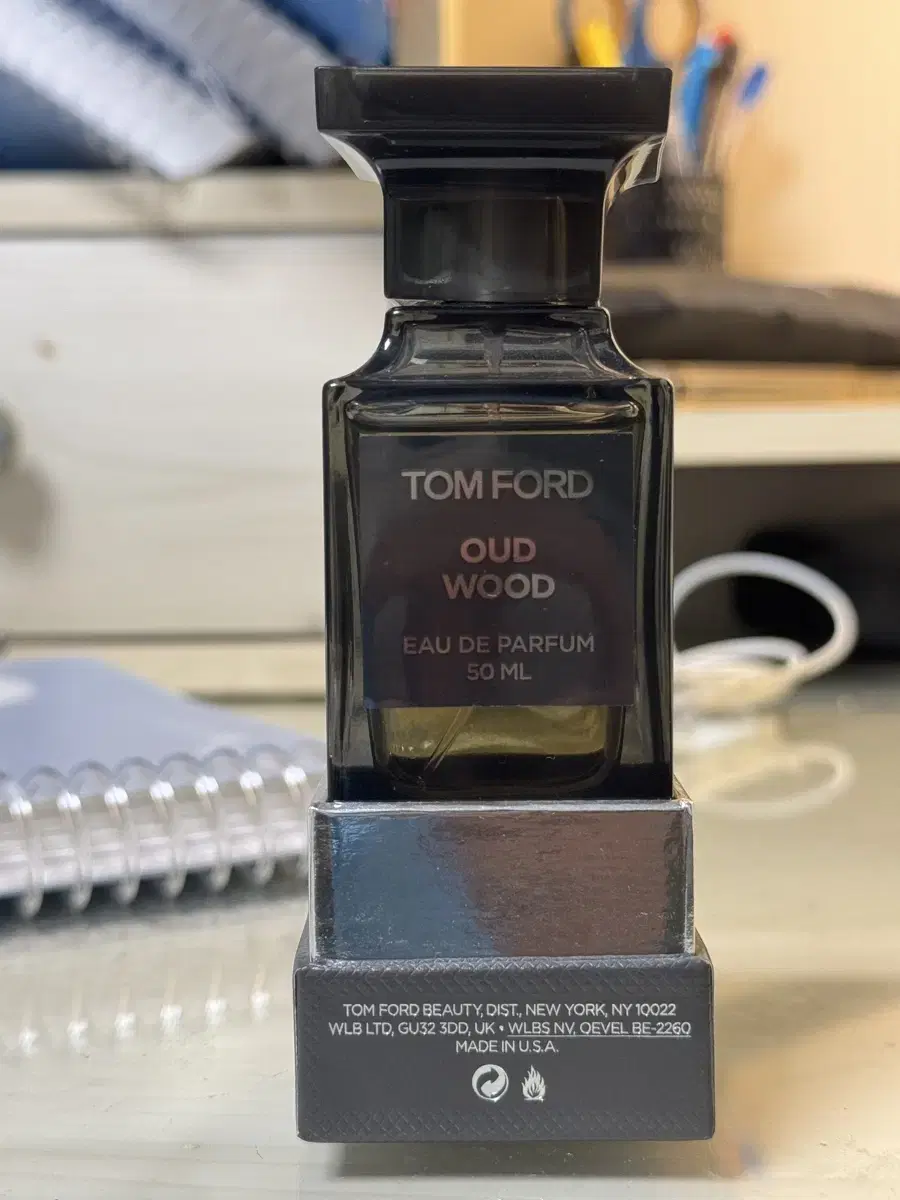 TOM FORD
OUD
WOOD
EAU DE PARFUM
50 ML
TOM FORD BEAUTY, DIST., NEW YORK, NY 10022
WLB LTD, GU32 3DD, UK • WLBS NV, OEVEL BE-2260
MADE IN U.S.A.